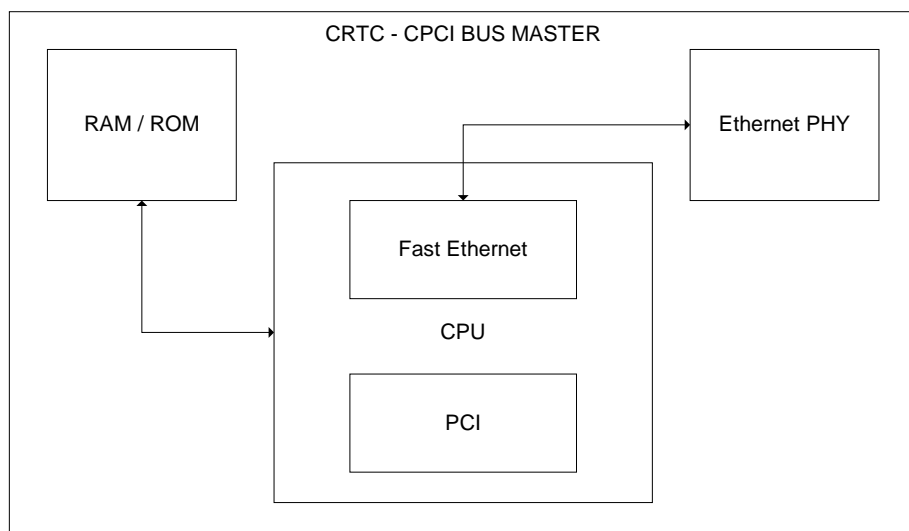 CRTC - CPCI BUS MASTER
RAM / ROM
Ethernet PHY
Fast Ethernet
CPU
PCI